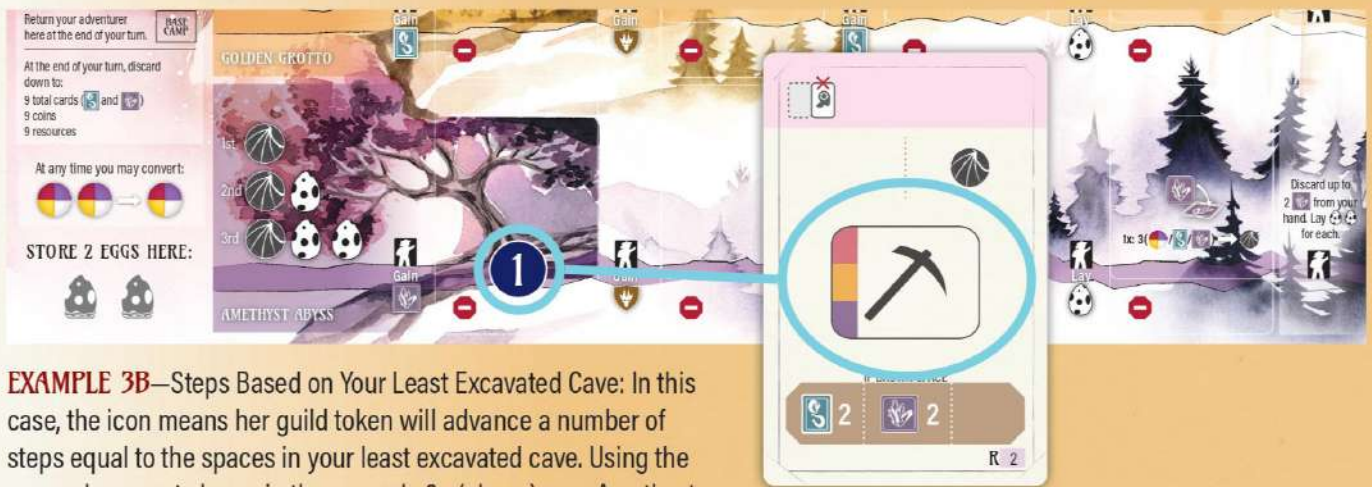 Return your adventurer
here at the end of your turn.
BASE
CAMP
At the end of your turn, discard
down to:
9 total cards ( and )
9 coins
9 resources
At any time you may convert:
STORE 2 EGGS HERE:
GOLDEN GROTTO
Gain
Gain
Gain
Lay
1st
2nd
3rd
Gain
Gain
Lay
AMETHYST ABYSS
1
1x: 3( / / )
Discard up to
2 from your
hand. Lay
for each.
2 2
R 2
EXAMPLE 3B—Steps Based on Your Least Excavated Cave: In this
case, the icon means her guild token will advance a number of
steps equal to the spaces in your least excavated cave. Using the